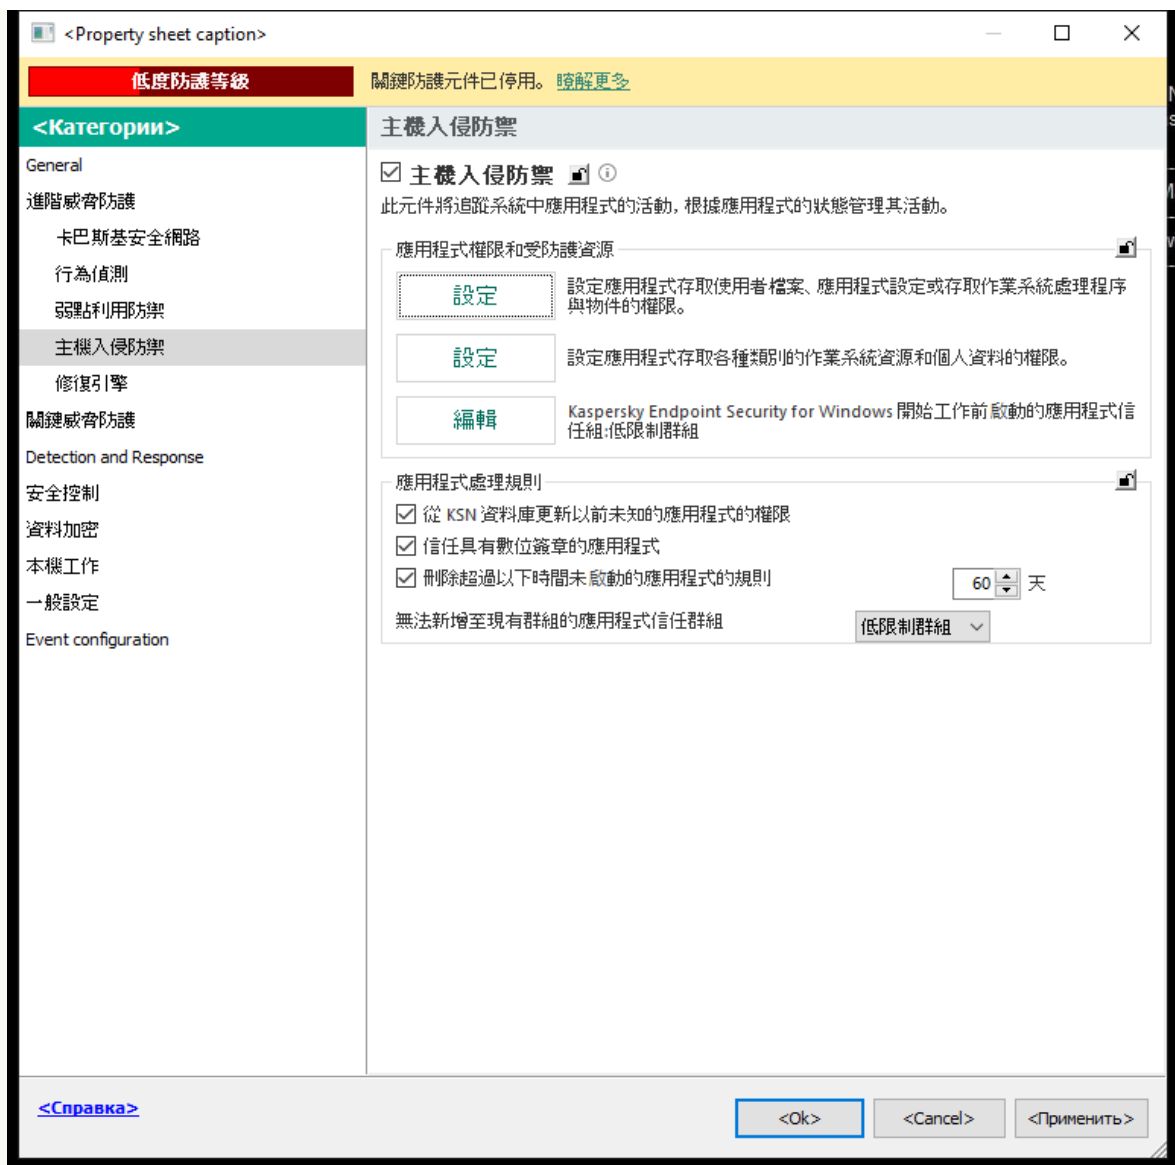 <Property sheet caption>
低度防護等級
關鍵防護元件已停用。 瞭解更多
<Категории>
General
進階威脅防護
卡巴斯基安全網路
行為偵測
弱點利用防禦
主機入侵防禦
修復引擎
關鍵威脅防護
Detection and Response
安全控制
資料加密
本機工作
一般設定
Event configuration
主機入侵防禦
主機入侵防禦
此元件將追蹤系統中應用程式的活動, 根據應用程式的狀態管理其活動。
應用程式權限和受防護資源
設定
設定應用程式存取使用者檔案、應用程式設定或存取作業系統處理程序
與物件的權限。
設定
設定應用程式存取各種類別的作業系統資源和個人資料的權限。
編輯
Kaspersky Endpoint Security for Windows 開始工作前啟動的應用程式信
任組:低限制群組
應用程式處理規則
從 KSN 資料庫更新以前未知的應用程式的權限
信任具有數位簽章的應用程式
刪除超過以下時間未啟動的應用程式的規則
60 天
無法新增至現有群組的應用程式信任群組
低限制群組
<Справка>
<Ok>
<Cancel>
<Применить>